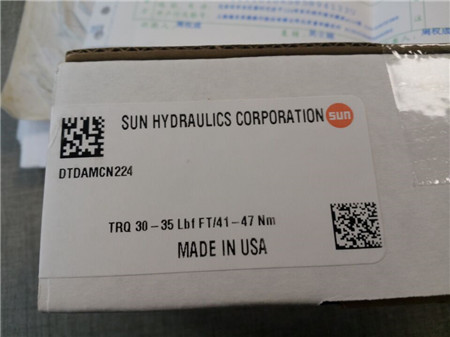 SUN HYDRAULICS CORPORATION sun
DTDAMCN224
TRQ 30-35 Lbf FT/41-47 Nm
MADE IN USA